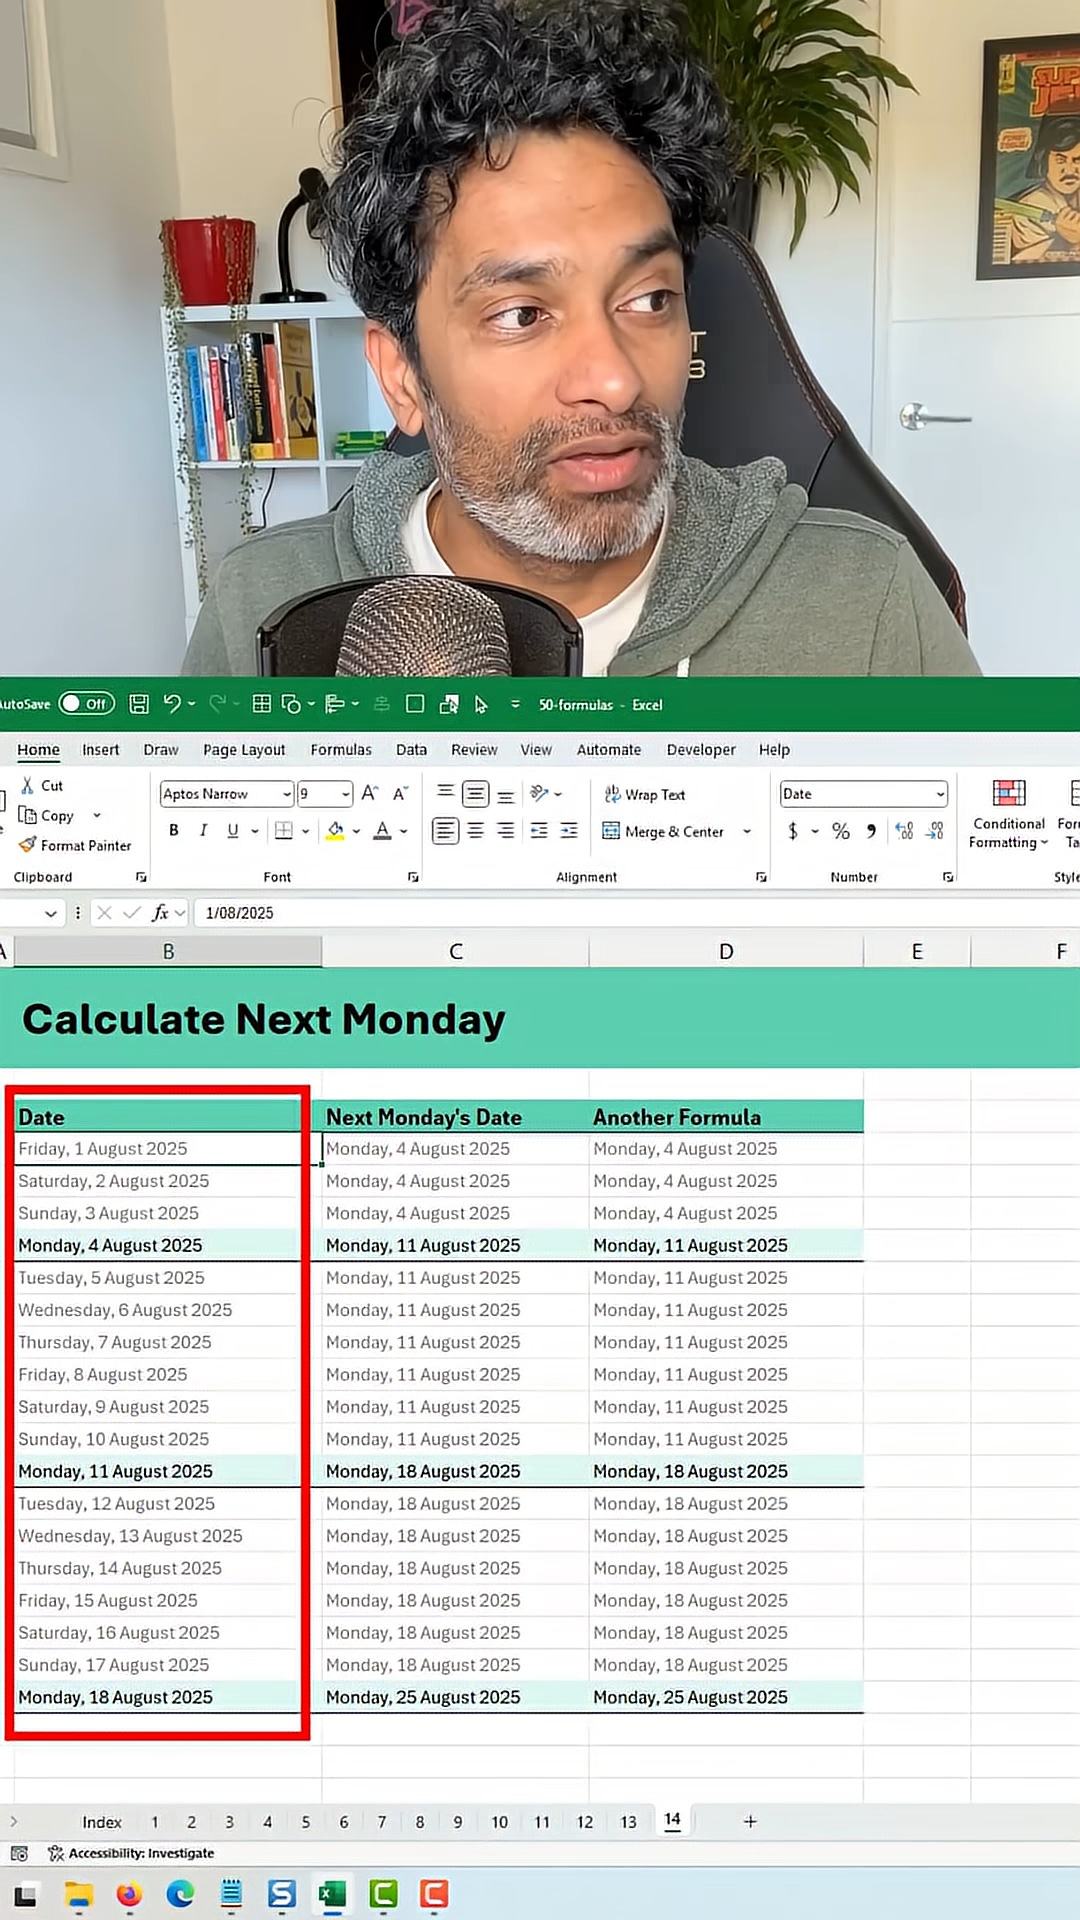 SUP
JE
T
B
AutoSave Off 50-formulas - Excel
Home Insert Draw Page Layout Formulas Data Review View Automate Developer Help
Cut
Copy
Format Painter
Clipboard
Aptos Narrow 9 A^ A˅
B I U A
Font
Wrap Text
Merge & Center
Alignment
Date
$ % 9
Number
Conditional
Formatting
For
Ta
Style
fx 1/08/2025
A B C D E F
Calculate Next Monday
Date Next Monday's Date Another Formula
Friday, 1 August 2025 Monday, 4 August 2025 Monday, 4 August 2025
Saturday, 2 August 2025 Monday, 4 August 2025 Monday, 4 August 2025
Sunday, 3 August 2025 Monday, 4 August 2025 Monday, 4 August 2025
Monday, 4 August 2025 Monday, 11 August 2025 Monday, 11 August 2025
Tuesday, 5 August 2025 Monday, 11 August 2025 Monday, 11 August 2025
Wednesday, 6 August 2025 Monday, 11 August 2025 Monday, 11 August 2025
Thursday, 7 August 2025 Monday, 11 August 2025 Monday, 11 August 2025
Friday, 8 August 2025 Monday, 11 August 2025 Monday, 11 August 2025
Saturday, 9 August 2025 Monday, 11 August 2025 Monday, 11 August 2025
Sunday, 10 August 2025 Monday, 11 August 2025 Monday, 11 August 2025
Monday, 11 August 2025 Monday, 18 August 2025 Monday, 18 August 2025
Tuesday, 12 August 2025 Monday, 18 August 2025 Monday, 18 August 2025
Wednesday, 13 August 2025 Monday, 18 August 2025 Monday, 18 August 2025
Thursday, 14 August 2025 Monday, 18 August 2025 Monday, 18 August 2025
Friday, 15 August 2025 Monday, 18 August 2025 Monday, 18 August 2025
Saturday, 16 August 2025 Monday, 18 August 2025 Monday, 18 August 2025
Sunday, 17 August 2025 Monday, 18 August 2025 Monday, 18 August 2025
Monday, 18 August 2025 Monday, 25 August 2025 Monday, 25 August 2025
Index 1 2 3 4 5 6 7 8 9 10 11 12 13 14 +
Accessibility: Investigate